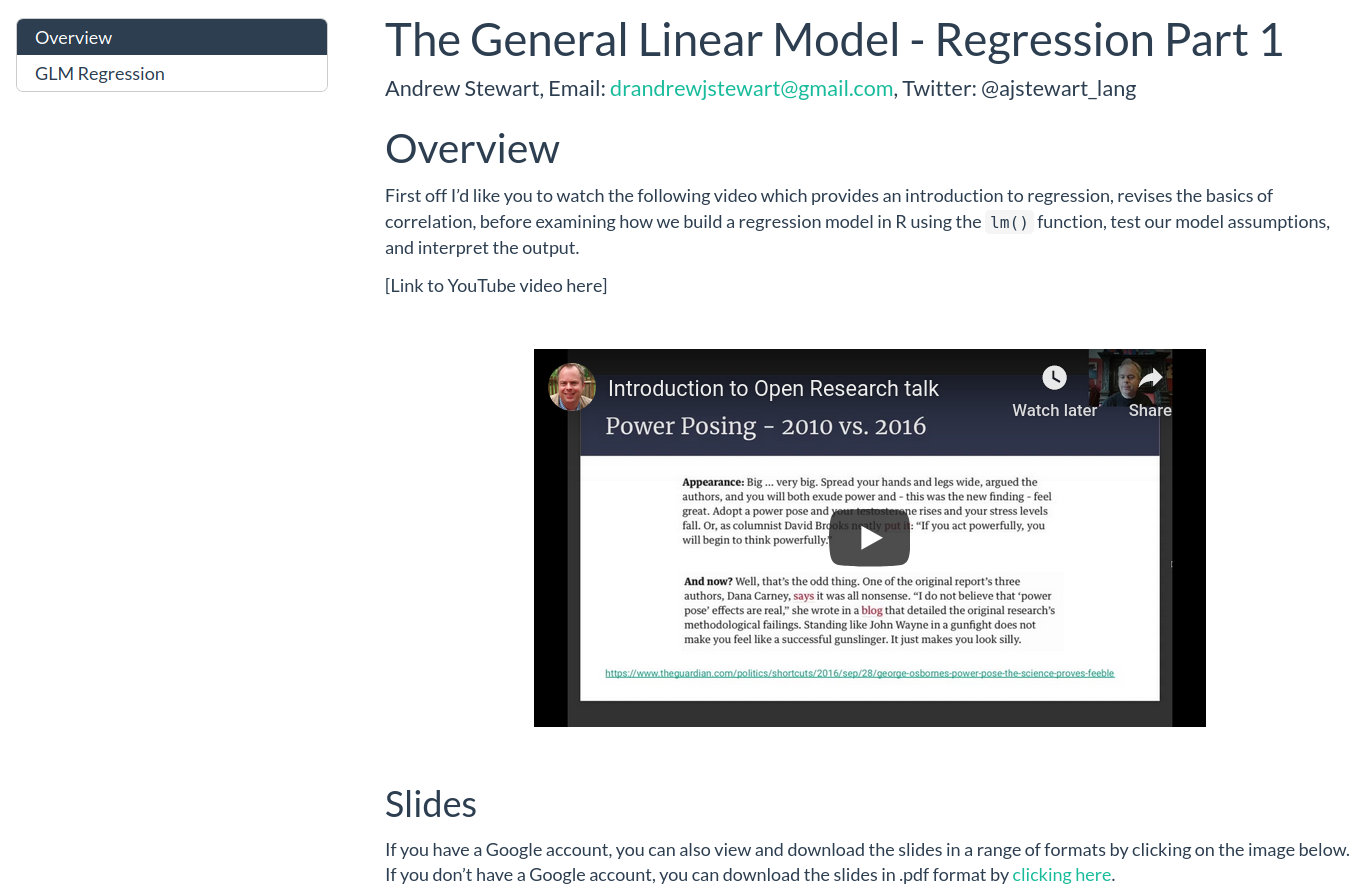 Overview
GLM Regression
The General Linear Model - Regression Part 1
Andrew Stewart, Email: drandrewjstewart@gmail.com, Twitter: @ajstewart_lang
Overview
First off I’d like you to watch the following video which provides an introduction to regression, revises the basics of
correlation, before examining how we build a regression model in R using the lm() function, test our model assumptions,
and interpret the output.
[Link to YouTube video here]
Introduction to Open Research talk
Watch later
Share
Power Posing - 2010 vs. 2016
Appearance: Big ... very big. Spread your hands and legs wide, argued the
authors, and you will both exude power and - this was the new finding - feel
great. Adopt a power pose and your testosterone rises and your stress levels
fall. Or, as columnist David Brooks neatly put it: “If you act powerfully, you
will begin to think powerfully.”
And now? Well, that’s the odd thing. One of the original report’s three
authors, Dana Carney, says it was all nonsense. “I do not believe that ‘power
pose’ effects are real,” she wrote in a blog that detailed the original research’s
methodological failings. Standing like John Wayne in a gunfight does not
make you feel like a successful gunslinger. It just makes you look silly.
https://www.theguardian.com/politics/shortcuts/2016/sep/28/george-osbornes-power-pose-the-science-proves-feeble
Slides
If you have a Google account, you can also view and download the slides in a range of formats by clicking on the image below.
If you don’t have a Google account, you can download the slides in .pdf format by clicking here.